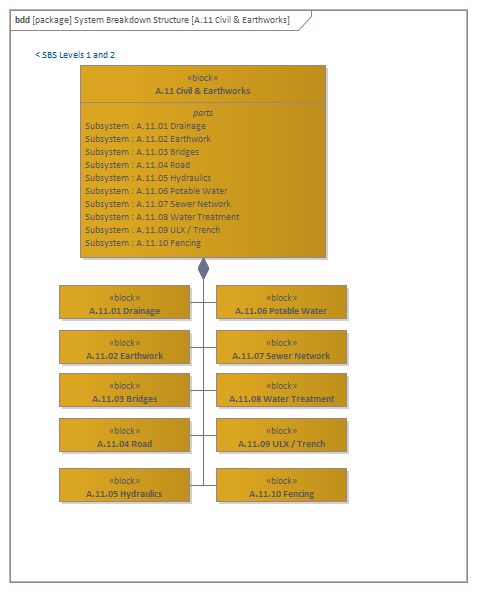 bdd [package] System Breakdown Structure [A.11 Civil & Earthworks]
< SBS Levels 1 and 2
«block»
A.11 Civil & Earthworks
parts
Subsystem : A.11.01 Drainage
Subsystem : A.11.02 Earthwork
Subsystem : A.11.03 Bridges
Subsystem : A.11.04 Road
Subsystem : A.11.05 Hydraulics
Subsystem : A.11.06 Potable Water
Subsystem : A.11.07 Sewer Network
Subsystem : A.11.08 Water Treatment
Subsystem : A.11.09 ULX / Trench
Subsystem : A.11.10 Fencing
«block»
A.11.01 Drainage
«block»
A.11.06 Potable Water
«block»
A.11.02 Earthwork
«block»
A.11.07 Sewer Network
«block»
A.11.03 Bridges
«block»
A.11.08 Water Treatment
«block»
A.11.04 Road
«block»
A.11.09 ULX / Trench
«block»
A.11.05 Hydraulics
«block»
A.11.10 Fencing